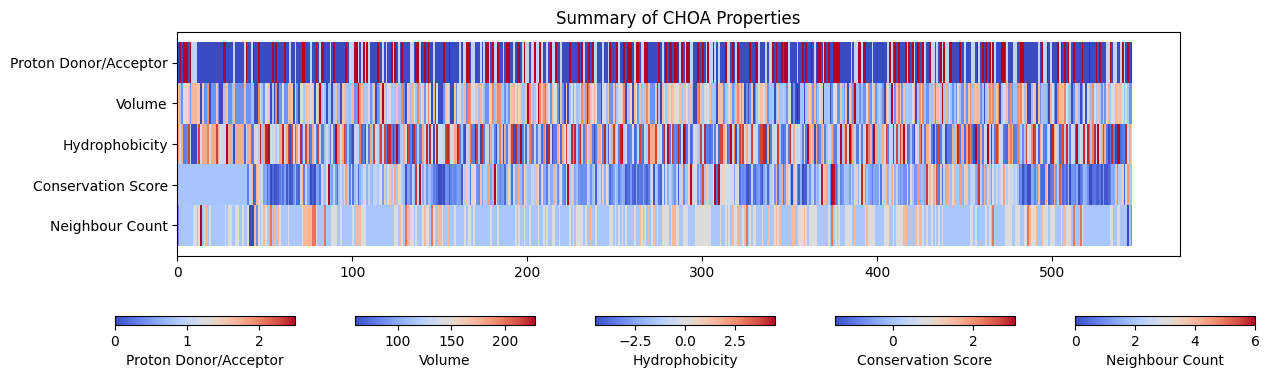 Summary of CHOA Properties
Proton Donor/Acceptor
Volume
Hydrophobicity
Conservation Score
Neighbour Count
0 100 200 300 400 500
0 1 2
Proton Donor/Acceptor
100 150 200
Volume
−2.5 0.0 2.5
Hydrophobicity
0 2
Conservation Score
0 2 4 6
Neighbour Count